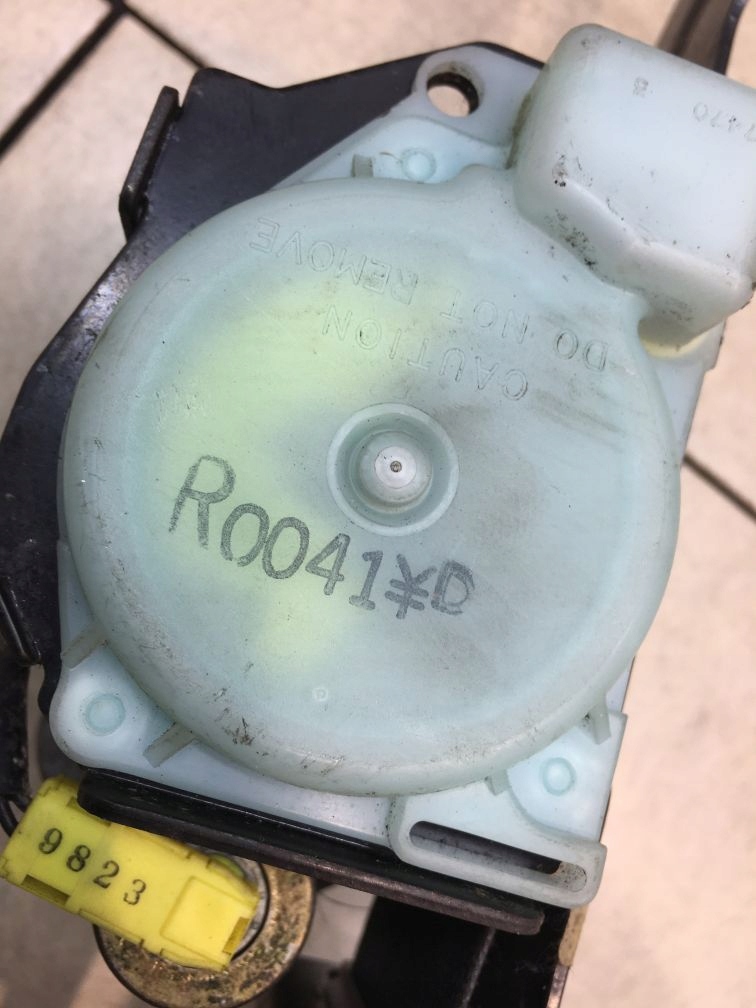 CAUTION
DO NOT REMOVE
R0041¥D
9823